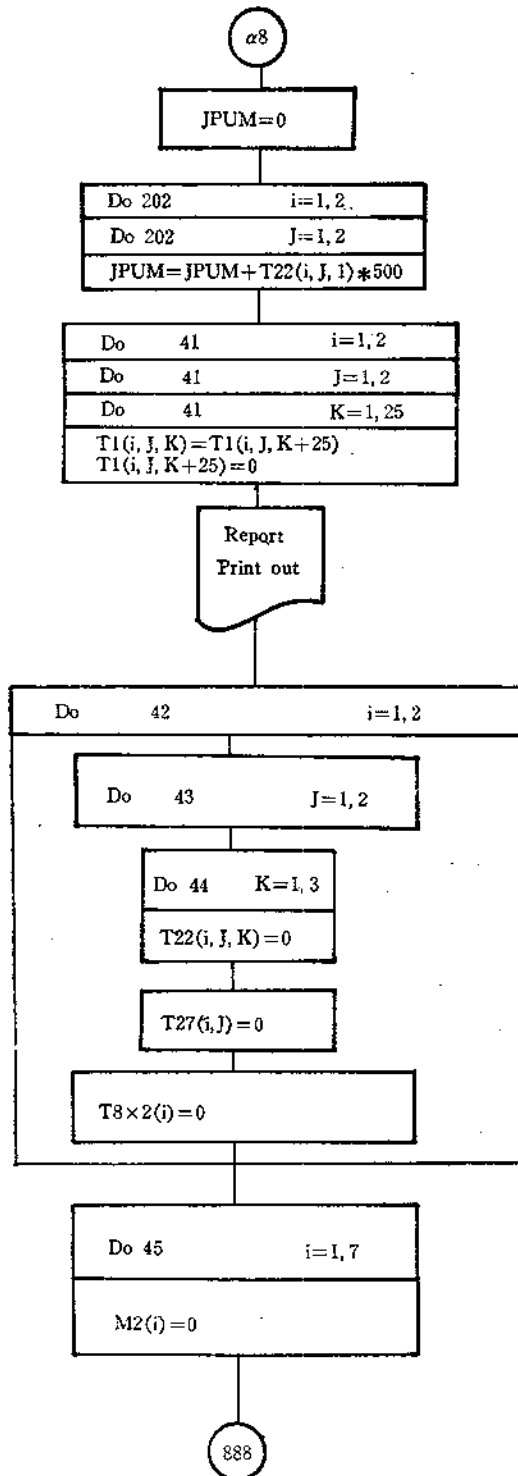 α8
JPUM=0
Do 202 i=1, 2
Do 202 J=1, 2
JPUM=JPUM+T22(i, J, 1)*500
Do 41 i=1, 2
Do 41 J=1, 2
Do 41 K=1, 25
T1(i, J, K)=T1(i, J, K+25)
T1(i, J, K+25)=0
Report
Print out
Do 42 i=1, 2
Do 43 J=1, 2
Do 44 K=1, 3
T22(i, J, K)=0
T27(i,J)=0
T8×2(i)=0
Do 45 i=1, 7
M2(i)=0
888